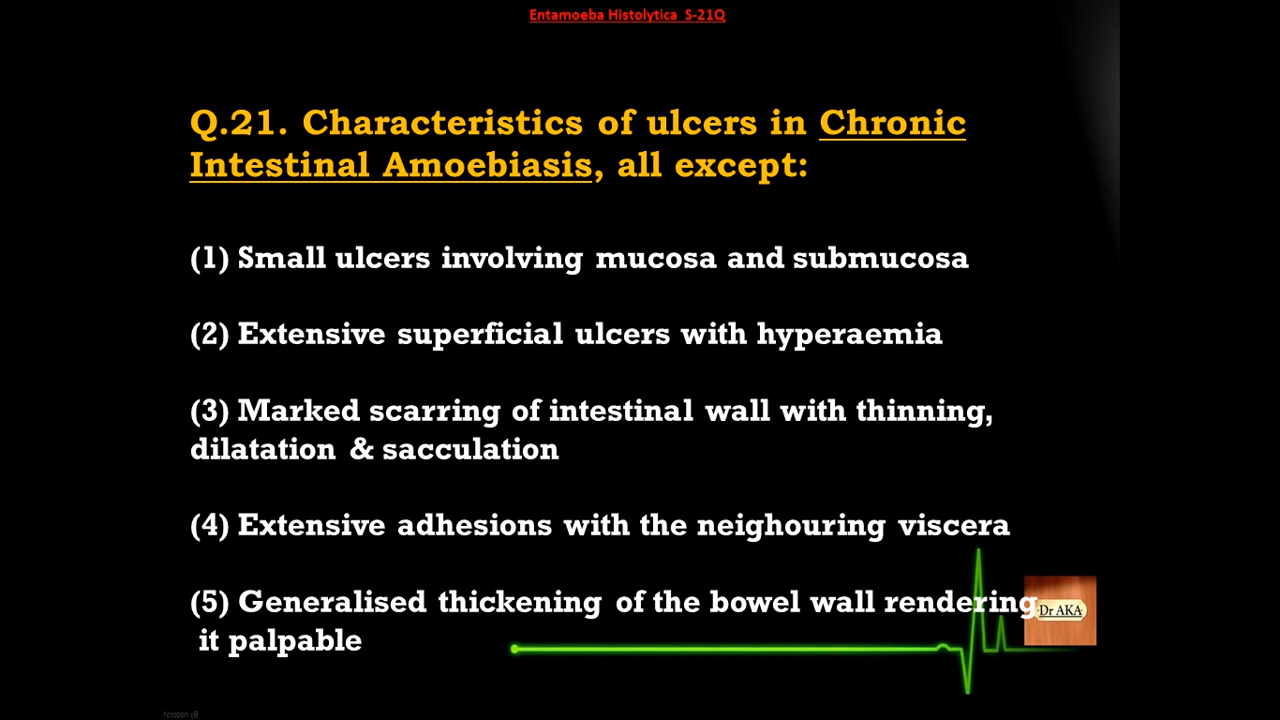 Entamoeba Histolytica S-21Q
Q.21. Characteristics of ulcers in Chronic
Intestinal Amoebiasis, all except:
(1) Small ulcers involving mucosa and submucosa
(2) Extensive superficial ulcers with hyperaemia
(3) Marked scarring of intestinal wall with thinning,
dilatation & sacculation
(4) Extensive adhesions with the neighouring viscera
(5) Generalised thickening of the bowel wall rendering
it palpable
Dr AKA